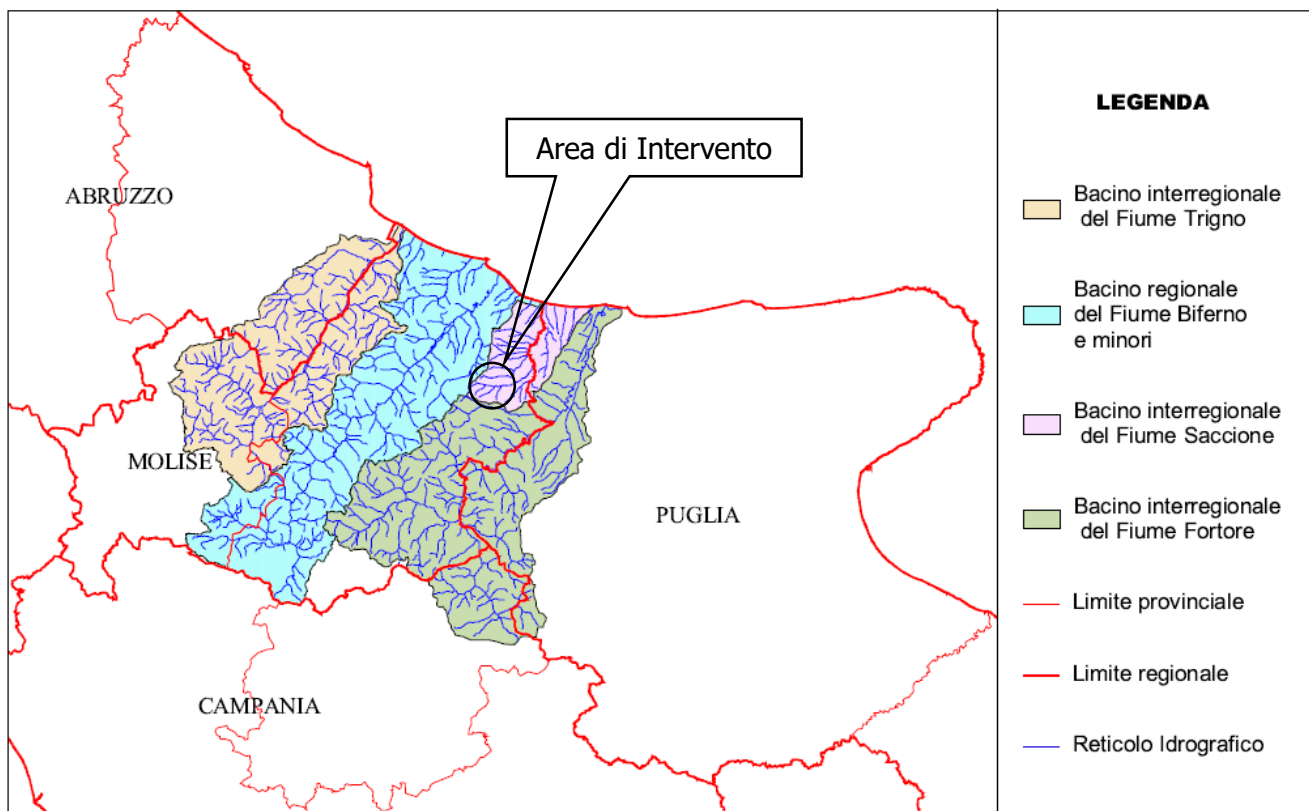 Area di Intervento
ABRUZZO
MOLISE
PUGLIA
CAMPANIA
LEGENDA
Bacino interregionale
del Fiume Trigno
Bacino regionale
del Fiume Biferno
e minori
Bacino interregionale
del Fiume Saccione
Bacino interregionale
del Fiume Fortore
Limite provinciale
Limite regionale
Reticolo Idrografico